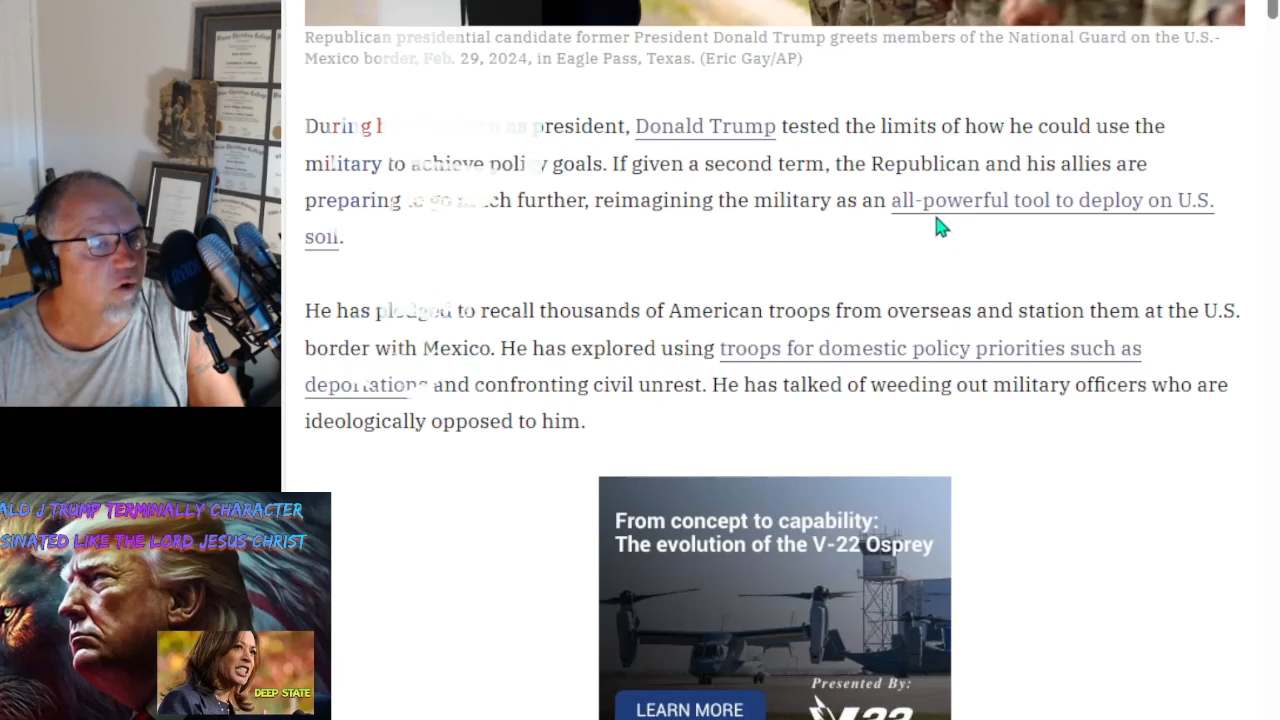 Republican presidential candidate former President Donald Trump greets members of the National Guard on the U.S.-
Mexico border, Feb. 29, 2024, in Eagle Pass, Texas. (Eric Gay/AP)
During president, Donald Trump tested the limits of how he could use the
military to achieve policy goals. If given a second term, the Republican and his allies are
preparing to go much further, reimagining the military as an all-powerful tool to deploy on U.S.
soil.
He has pledged to recall thousands of American troops from overseas and station them at the U.S.
border with Mexico. He has explored using troops for domestic policy priorities such as
deportations and confronting civil unrest. He has talked of weeding out military officers who are
ideologically opposed to him.
ALD J TRUMP TERMINALLY CHARACTER
SINATED LIKE THE LORD JESUS CHRIST
DEEP STATE
From concept to capability:
The evolution of the V-22 Osprey
Presented By:
LEARN MORE
V22